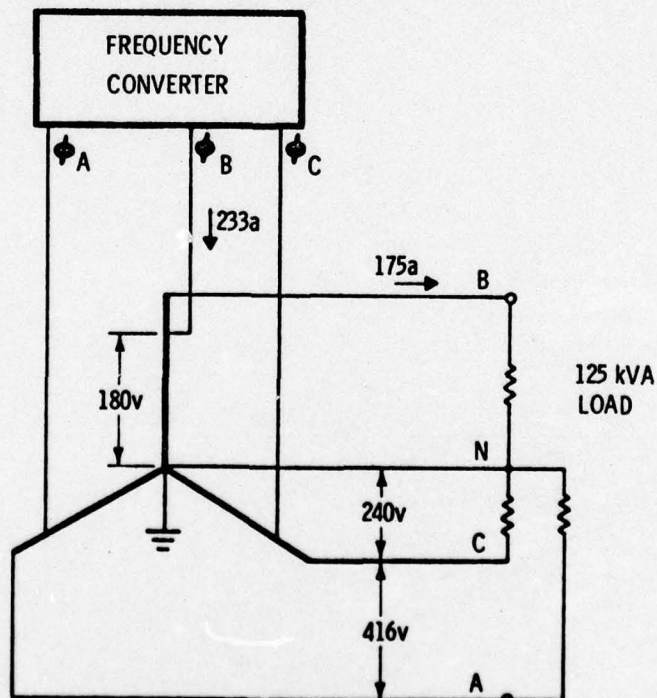 FREQUENCY
CONVERTER
ϕA
ϕB
ϕC
233a
175a
B
180v
125 kVA
LOAD
N
240v
C
416v
A